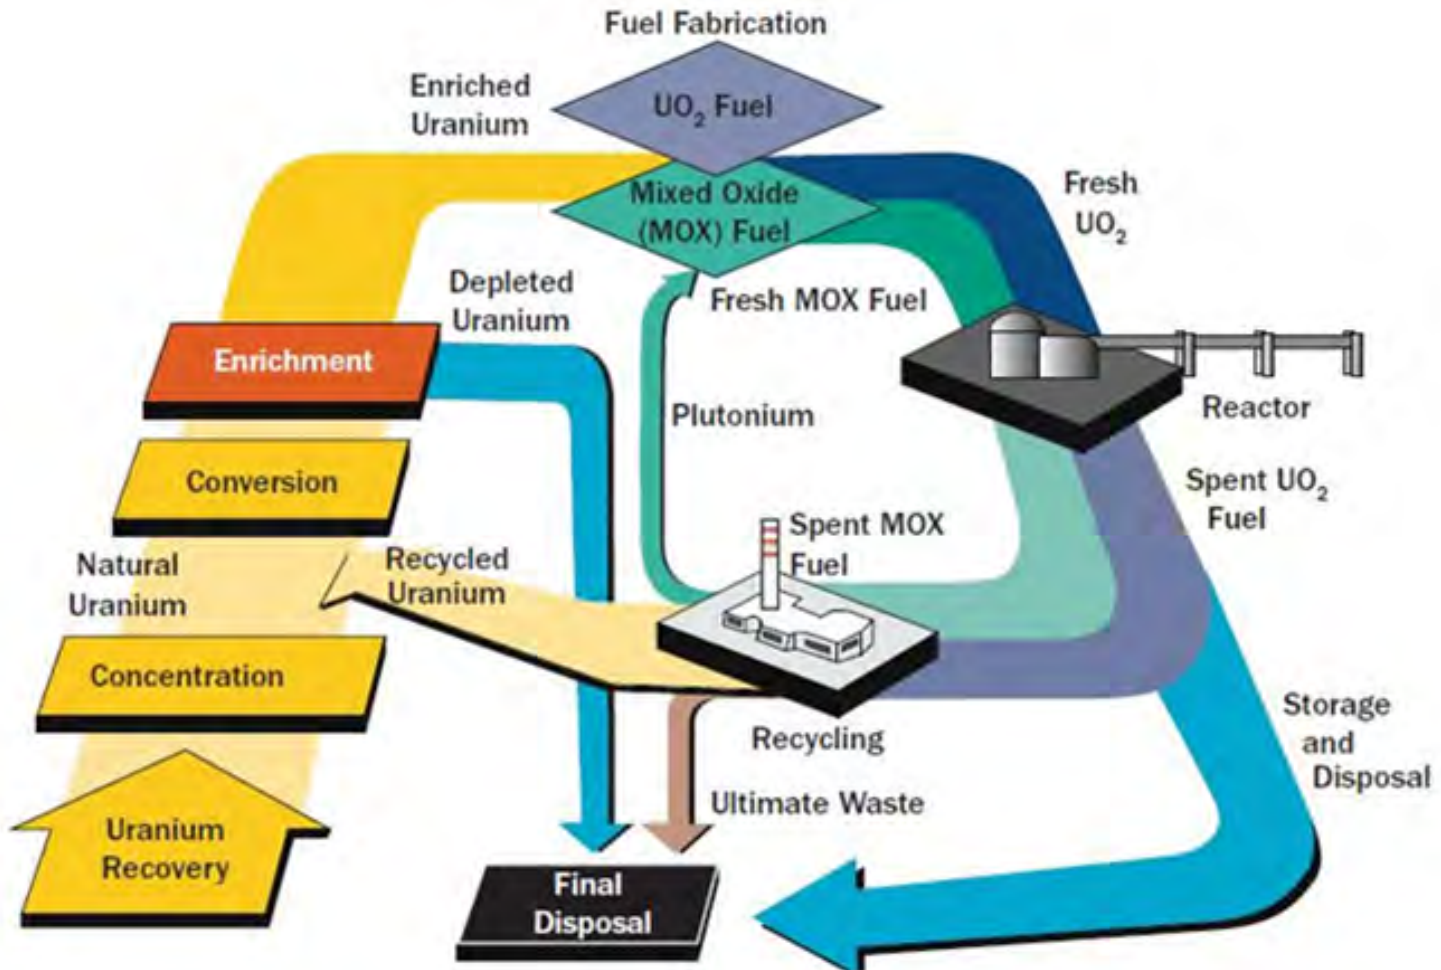 Fuel Fabrication
Enriched
Uranium
UO₂ Fuel
Mixed Oxide
(MOX) Fuel
Fresh
UO₂
Depleted
Uranium
Fresh MOX Fuel
Enrichment
Plutonium
Reactor
Conversion
Spent UO₂
Fuel
Spent MOX
Fuel
Natural
Uranium
Recycled
Uranium
Concentration
Storage
and
Disposal
Recycling
Ultimate Waste
Uranium
Recovery
Final
Disposal